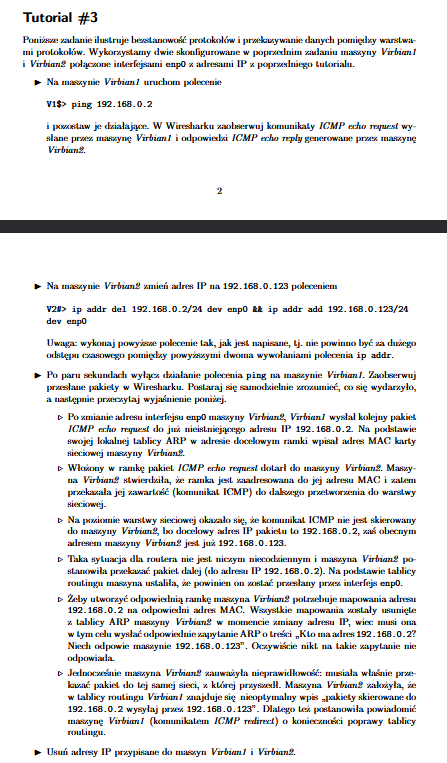 Tutorial #3
Poniższe zadanie ilustruje bezstanowość protokołów i przekazywanie danych pomiędzy warstwa-
mi protokołów. Wykorzystamy dwie skonfigurowane w poprzednim zadaniu maszyny Virbian1
i Virbian2 połączone interfejsami enp0 z adresami IP z poprzedniego tutorialu.
► Na maszynie Virbian1 uruchom polecenie
V1$> ping 192.168.0.2
i pozostaw je działające. W Wiresharku zaobserwuj komunikaty ICMP echo request wy-
słane przez maszynę Virbian1 i odpowiedzi ICMP echo reply generowane przez maszynę
Virbian2.
2
► Na maszynie Virbian2 zmień adres IP na 192.168.0.123 poleceniem
V2#> ip addr del 192.168.0.2/24 dev enp0 && ip addr add 192.168.0.123/24
dev enp0
Uwaga: wykonaj powyższe polecenie tak, jak jest napisane, tj. nie powinno być za dużego
odstępu czasowego pomiędzy powyższymi dwoma wywołaniami polecenia ip addr.
► Po paru sekundach wyłącz działanie polecenia ping na maszynie Virbian1. Zaobserwuj
przesłane pakiety w Wiresharku. Postaraj się samodzielnie zrozumieć, co się wydarzyło,
a następnie przeczytaj wyjaśnienie poniżej.
▷ Po zmianie adresu interfejsu enp0 maszyny Virbian2, Virbian1 wysłał kolejny pakiet
ICMP echo request do już nieistniejącego adresu IP 192.168.0.2. Na podstawie
swojej lokalnej tablicy ARP w adresie docelowym ramki wpisał adres MAC karty
sieciowej maszyny Virbian2.
▷ Włożony w ramkę pakiet ICMP echo request dotarł do maszyny Virbian2. Maszy-
na Virbian2 stwierdziła, że ramka jest zaadresowana do jej adresu MAC i zatem
przekazała jej zawartość (komunikat ICMP) do dalszego przetworzenia do warstwy
sieciowej.
▷ Na poziomie warstwy sieciowej okazało się, że komunikat ICMP nie jest skierowany
do maszyny Virbian2, bo docelowy adres IP pakietu to 192.168.0.2, zaś obecnym
adresem maszyny Virbian2 jest już 192.168.0.123.
▷ Taka sytuacja dla routera nie jest niczym niecodziennym i maszyna Virbian2 po-
stanowiła przekazać pakiet dalej (do adresu IP 192.168.0.2). Na podstawie tablicy
routingu maszyna ustaliła, że powinien on zostać przesłany przez interfejs enp0.
▷ Żeby utworzyć odpowiednią ramkę maszyna Virbian2 potrzebuje mapowania adresu
192.168.0.2 na odpowiedni adres MAC. Wszystkie mapowania zostały usunięte
z tablicy ARP maszyny Virbian2 w momencie zmiany adresu IP, wiec musi ona
w tym celu wysłać odpowiednie zapytanie ARP o treści „Kto ma adres 192.168.0.2?
Niech odpowie maszynie 192.168.0.123”. Oczywiście nikt na takie zapytanie nie
odpowiada.
▷ Jednocześnie maszyna Virbian2 zauważyła nieprawidłowość: musiała właśnie prze-
kazać pakiet do tej samej sieci, z której przyszedł. Maszyna Virbian2 założyła, że
w tablicy routingu Virbian1 znajduje się nieoptymalny wpis „pakiety skierowane do
192.168.0.2 wysyłaj przez 192.168.0.123”. Dlatego też postanowiła powiadomić
maszynę Virbian1 (komunikatem ICMP redirect) o konieczności poprawy tablicy
routingu.
► Usuń adresy IP przypisane do maszyn Virbian1 i Virbian2.